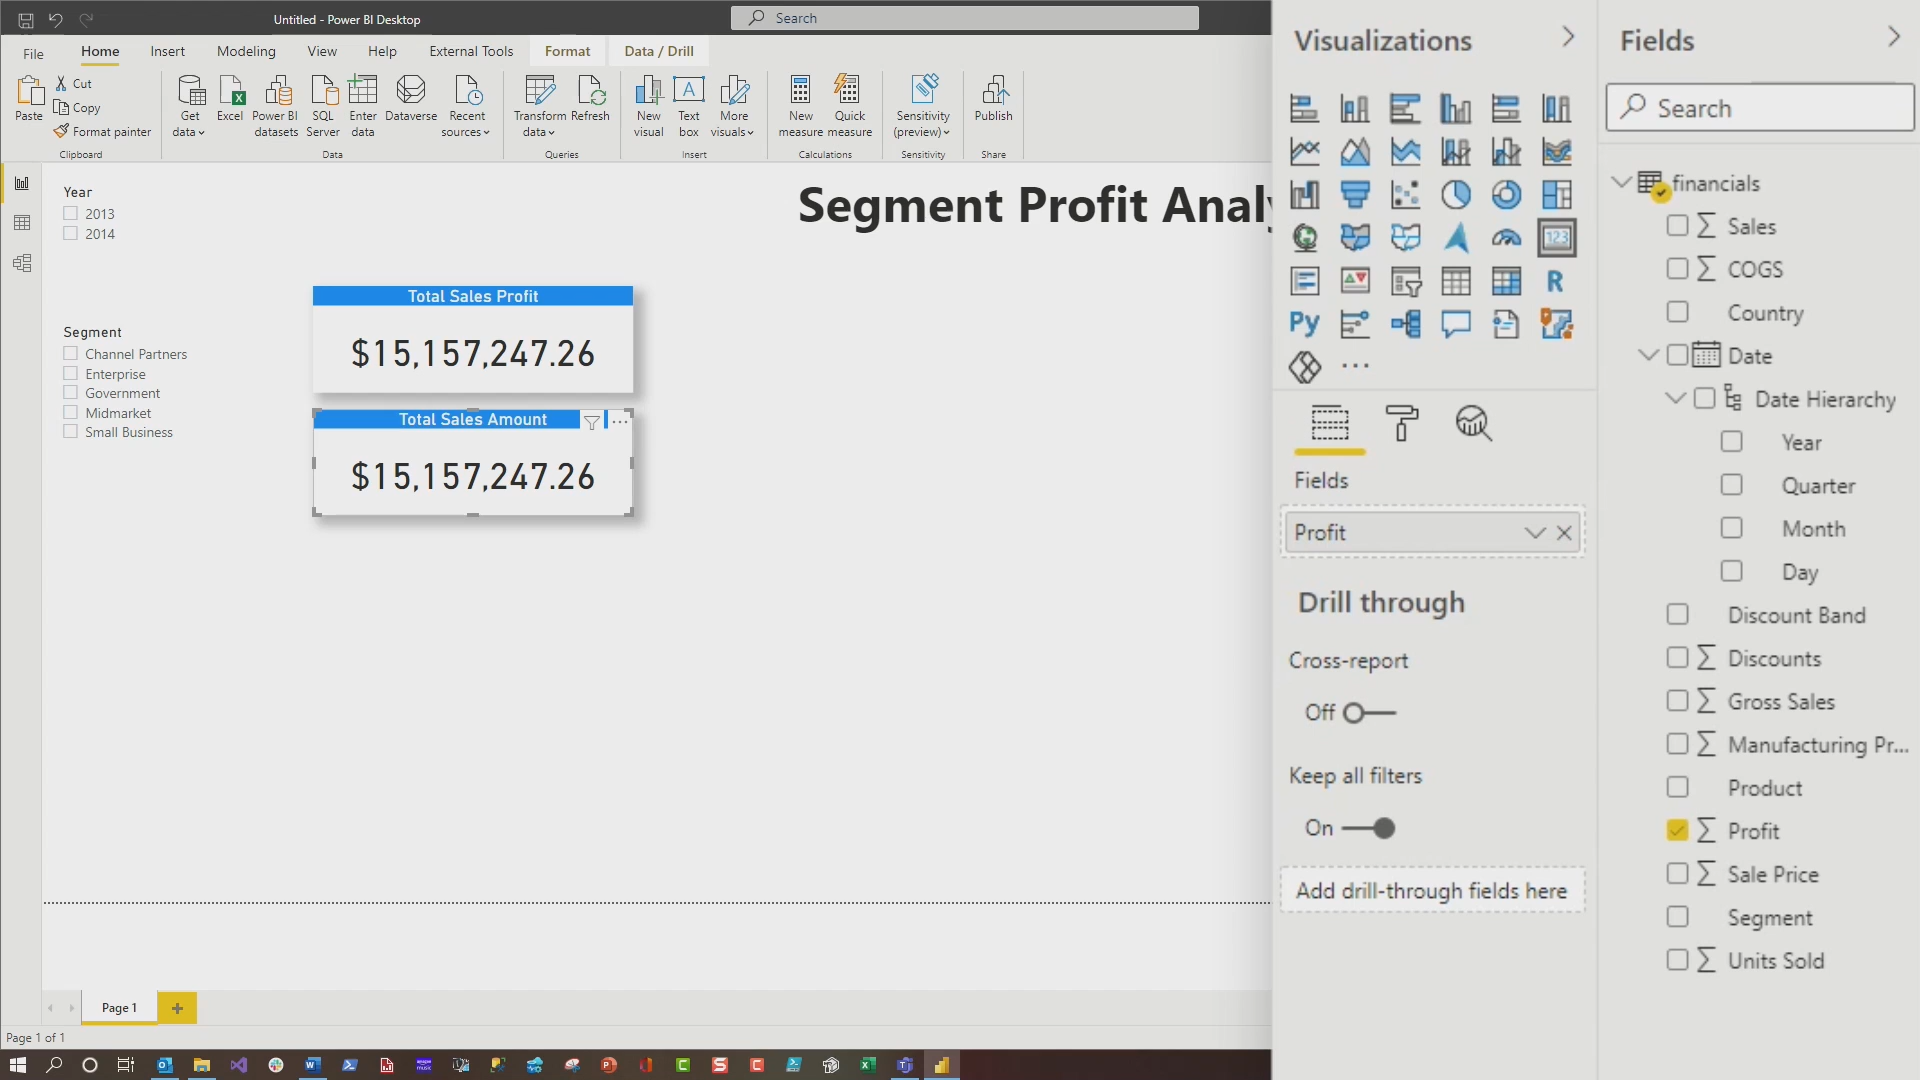 Untitled - Power BI Desktop
Search
File
Home
Insert
Modeling
View
Help
External Tools
Format
Data / Drill
Paste
Cut
Copy
Format painter
Clipboard
Get data
Excel
Power BI datasets
SQL Server
Enter data
Dataverse
Recent sources
Data
Transform data
Refresh
Queries
New visual
Text box
More visuals
Insert
New measure
Quick measure
Calculations
Sensitivity (preview)
Sensitivity
Publish
Share
Year
2013
2014
Segment
Channel Partners
Enterprise
Government
Midmarket
Small Business
Segment Profit Analy
Total Sales Profit
$15,157,247.26
Total Sales Amount
$15,157,247.26
Page 1
Page 1 of 1
Visualizations
123
R
Py
Fields
Profit
Drill through
Cross-report
Off
Keep all filters
On
Add drill-through fields here
Fields
Search
financials
Sales
COGS
Country
Date
Date Hierarchy
Year
Quarter
Month
Day
Discount Band
Discounts
Gross Sales
Manufacturing Pr...
Product
Profit
Sale Price
Segment
Units Sold